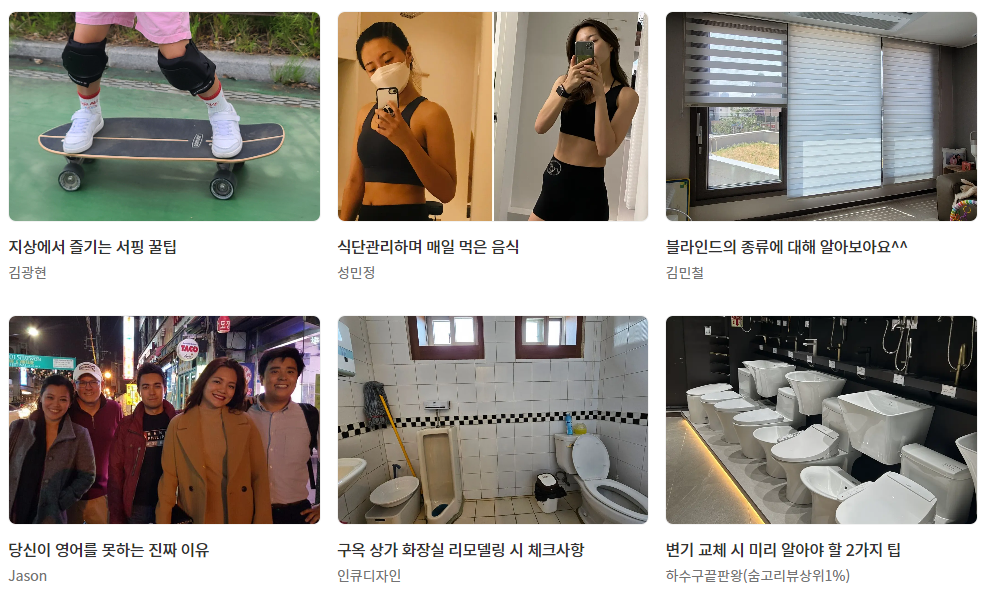 지상에서 즐기는 서핑 꿀팁
김광현
식단관리하며 매일 먹은 음식
성민정
블라인드의 종류에 대해 알아보아요^^
김민철
TACO
당신이 영어를 못하는 진짜 이유
Jason
구옥 상가 화장실 리모델링 시 체크사항
인큐디자인
변기 교체 시 미리 알아야 할 2가지 팁
하수구끝판왕(숨고리뷰상위1%)